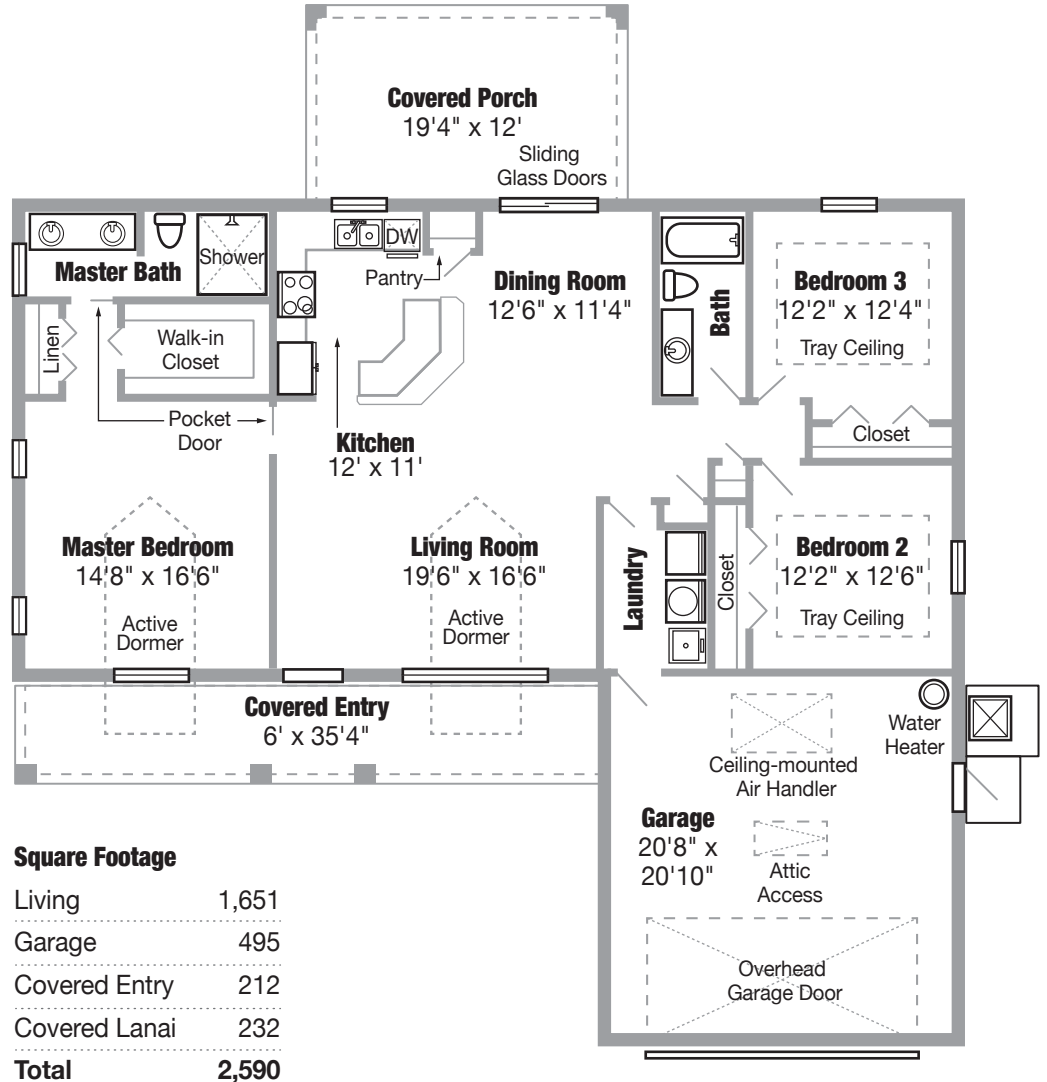 Covered Porch
19'4" x 12'
Sliding
Glass Doors
Master Bath
Shower
DW
Pantry
Dining Room
12'6" x 11'4"
Bath
Bedroom 3
12'2" x 12'4"
Tray Ceiling
Linen
Walk-in
Closet
Pocket
Door
Kitchen
12' x 11'
Closet
Master Bedroom
14'8" x 16'6"
Active
Dormer
Living Room
19'6" x 16'6"
Active
Dormer
Laundry
Closet
Bedroom 2
12'2" x 12'6"
Tray Ceiling
Covered Entry
6' x 35'4"
Water
Heater
Ceiling-mounted
Air Handler
Garage
20'8" x
20'10"
Attic
Access
Overhead
Garage Door
Square Footage
Living 1,651
Garage 495
Covered Entry 212
Covered Lanai 232
Total 2,590